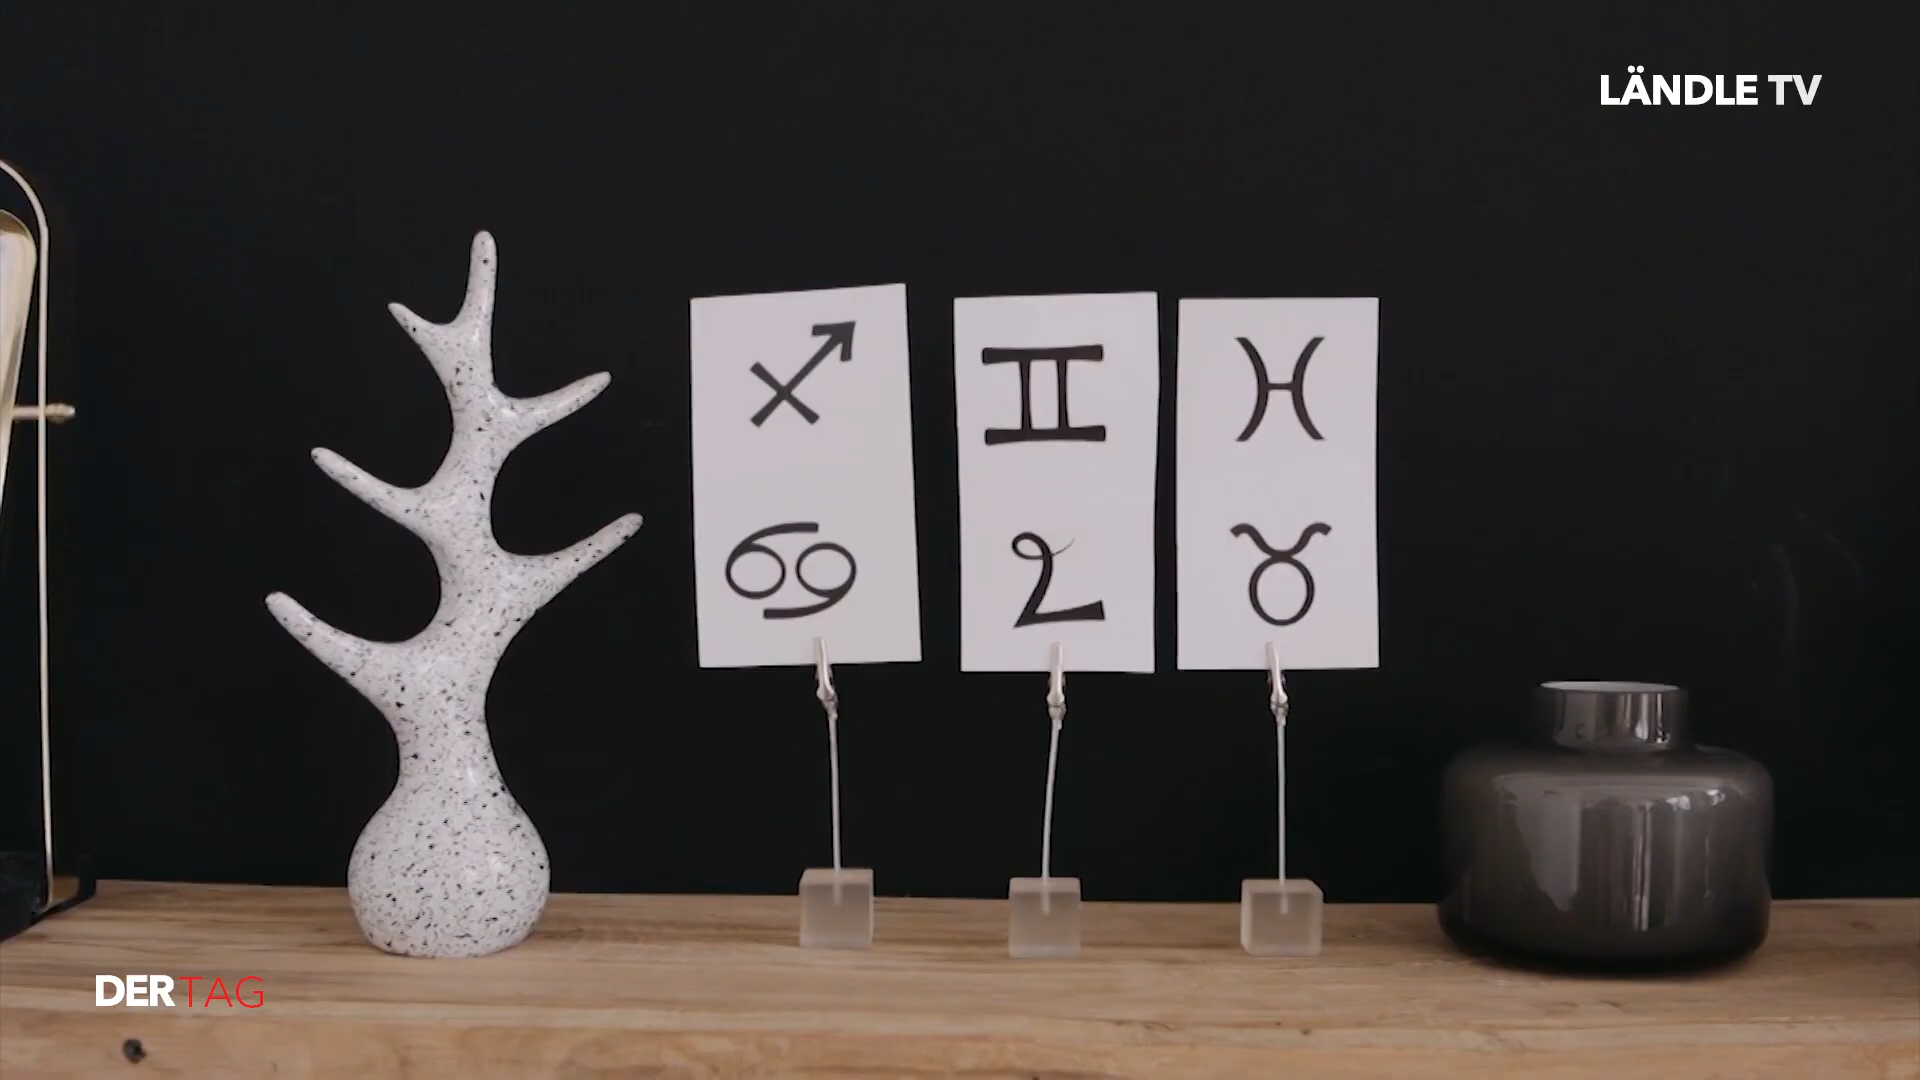 LÄNDLE TV
♐ ♊ ♓
♋ ♑ ♉
DERTAG